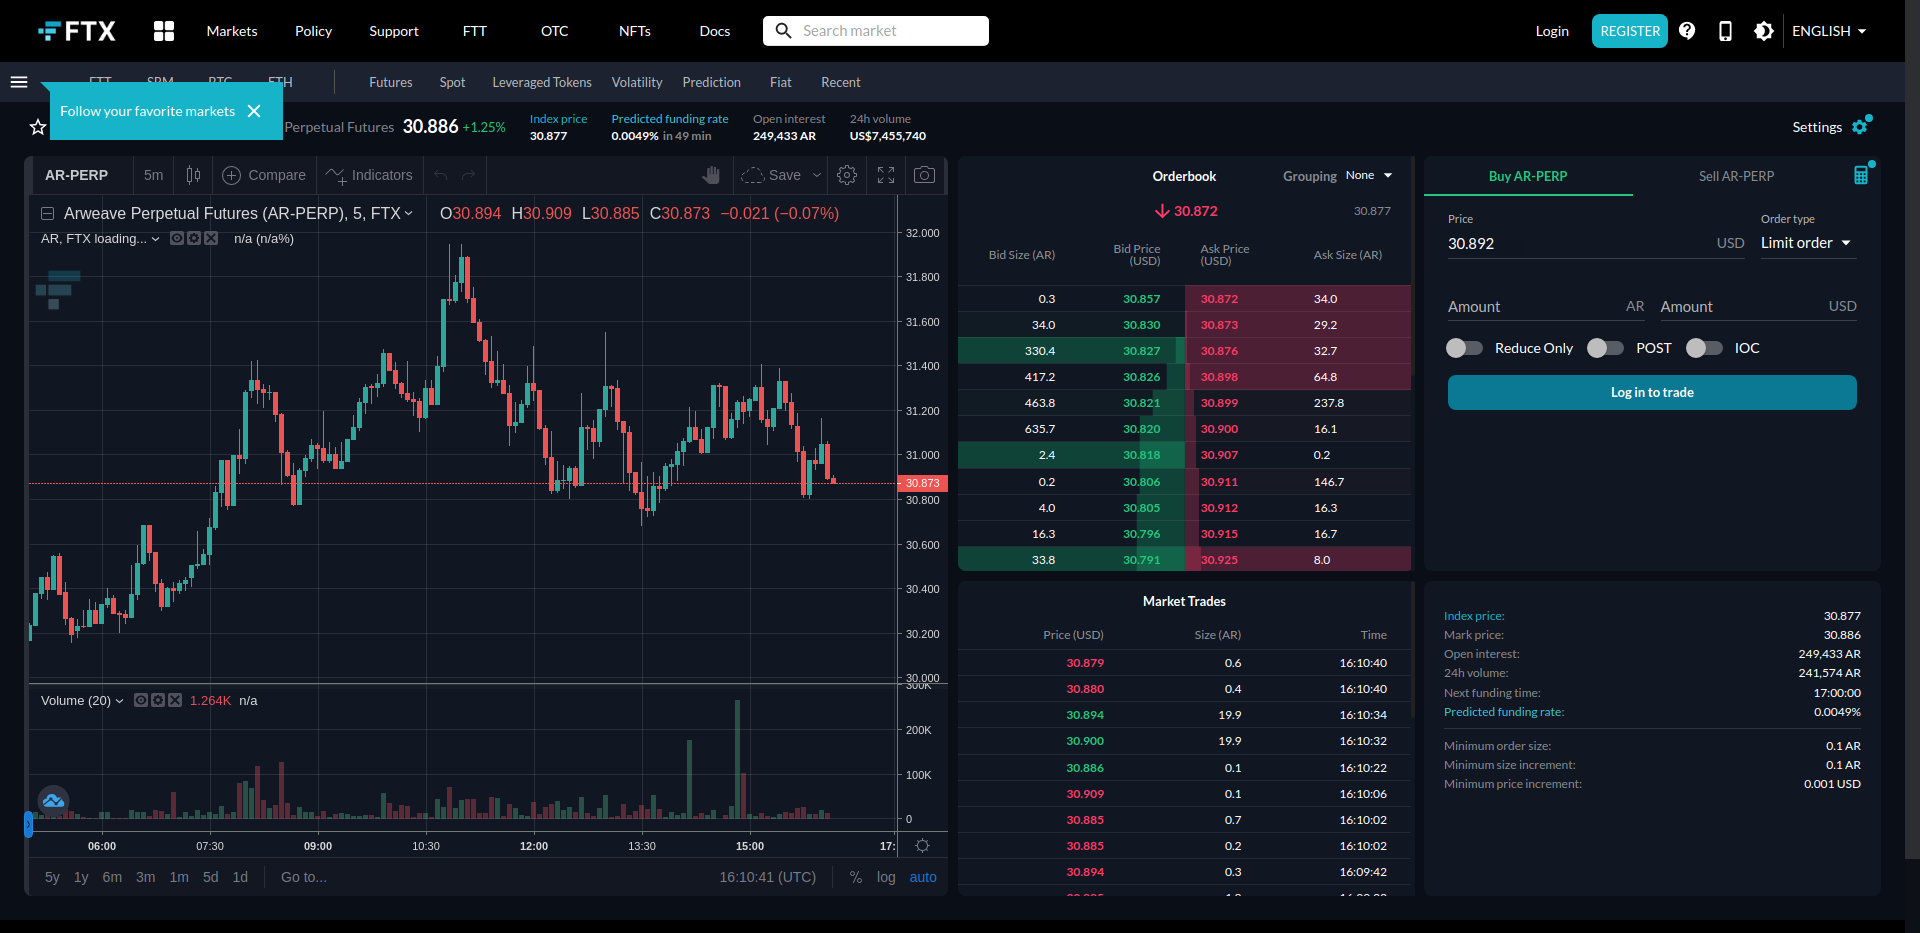 FTX
Markets
Policy
Support
FTT
OTC
NFTs
Docs
Search market
Login
REGISTER
ENGLISH
Futures
Spot
Leveraged Tokens
Volatility
Prediction
Fiat
Recent
Follow your favorite markets
Perpetual Futures 30.886 +1.25%
Index price
30.877
Predicted funding rate
0.0049% in 49 min
Open interest
249,433 AR
24h volume
US$7,455,740
Settings
AR-PERP
5m
Compare
Indicators
Save
Arweave Perpetual Futures (AR-PERP), 5, FTX
O30.894 H30.909 L30.885 C30.873 −0.021 (−0.07%)
AR, FTX loading...
n/a (n/a%)
32.000
31.800
31.600
31.400
31.200
31.000
30.873
30.800
30.600
30.400
30.200
30.000
300K
Volume (20)
1.264K n/a
200K
100K
0
06:00
07:30
09:00
10:30
12:00
13:30
15:00
17:
5y 1y 6m 3m 1m 5d 1d
Go to...
16:10:41 (UTC)
%
log
auto
Orderbook
Grouping None
30.872
30.877
Bid Size (AR)
Bid Price (USD)
Ask Price (USD)
Ask Size (AR)
0.3 30.857 30.872 34.0
34.0 30.830 30.873 29.2
330.4 30.827 30.876 32.7
417.2 30.826 30.898 64.8
463.8 30.821 30.899 237.8
635.7 30.820 30.900 16.1
2.4 30.818 30.907 0.2
0.2 30.806 30.911 146.7
4.0 30.805 30.912 16.3
16.3 30.796 30.915 16.7
33.8 30.791 30.925 8.0
Market Trades
Price (USD) Size (AR) Time
30.879 0.6 16:10:40
30.880 0.4 16:10:40
30.894 19.9 16:10:34
30.900 19.9 16:10:32
30.886 0.1 16:10:22
30.909 0.1 16:10:06
30.885 0.7 16:10:02
30.885 0.2 16:10:02
30.894 0.3 16:09:42
Buy AR-PERP
Sell AR-PERP
Price
30.892 USD
Order type
Limit order
Amount AR
Amount USD
Reduce Only
POST
IOC
Log in to trade
Index price: 30.877
Mark price: 30.886
Open interest: 249,433 AR
24h volume: 241,574 AR
Next funding time: 17:00:00
Predicted funding rate: 0.0049%
Minimum order size: 0.1 AR
Minimum size increment: 0.1 AR
Minimum price increment: 0.001 USD